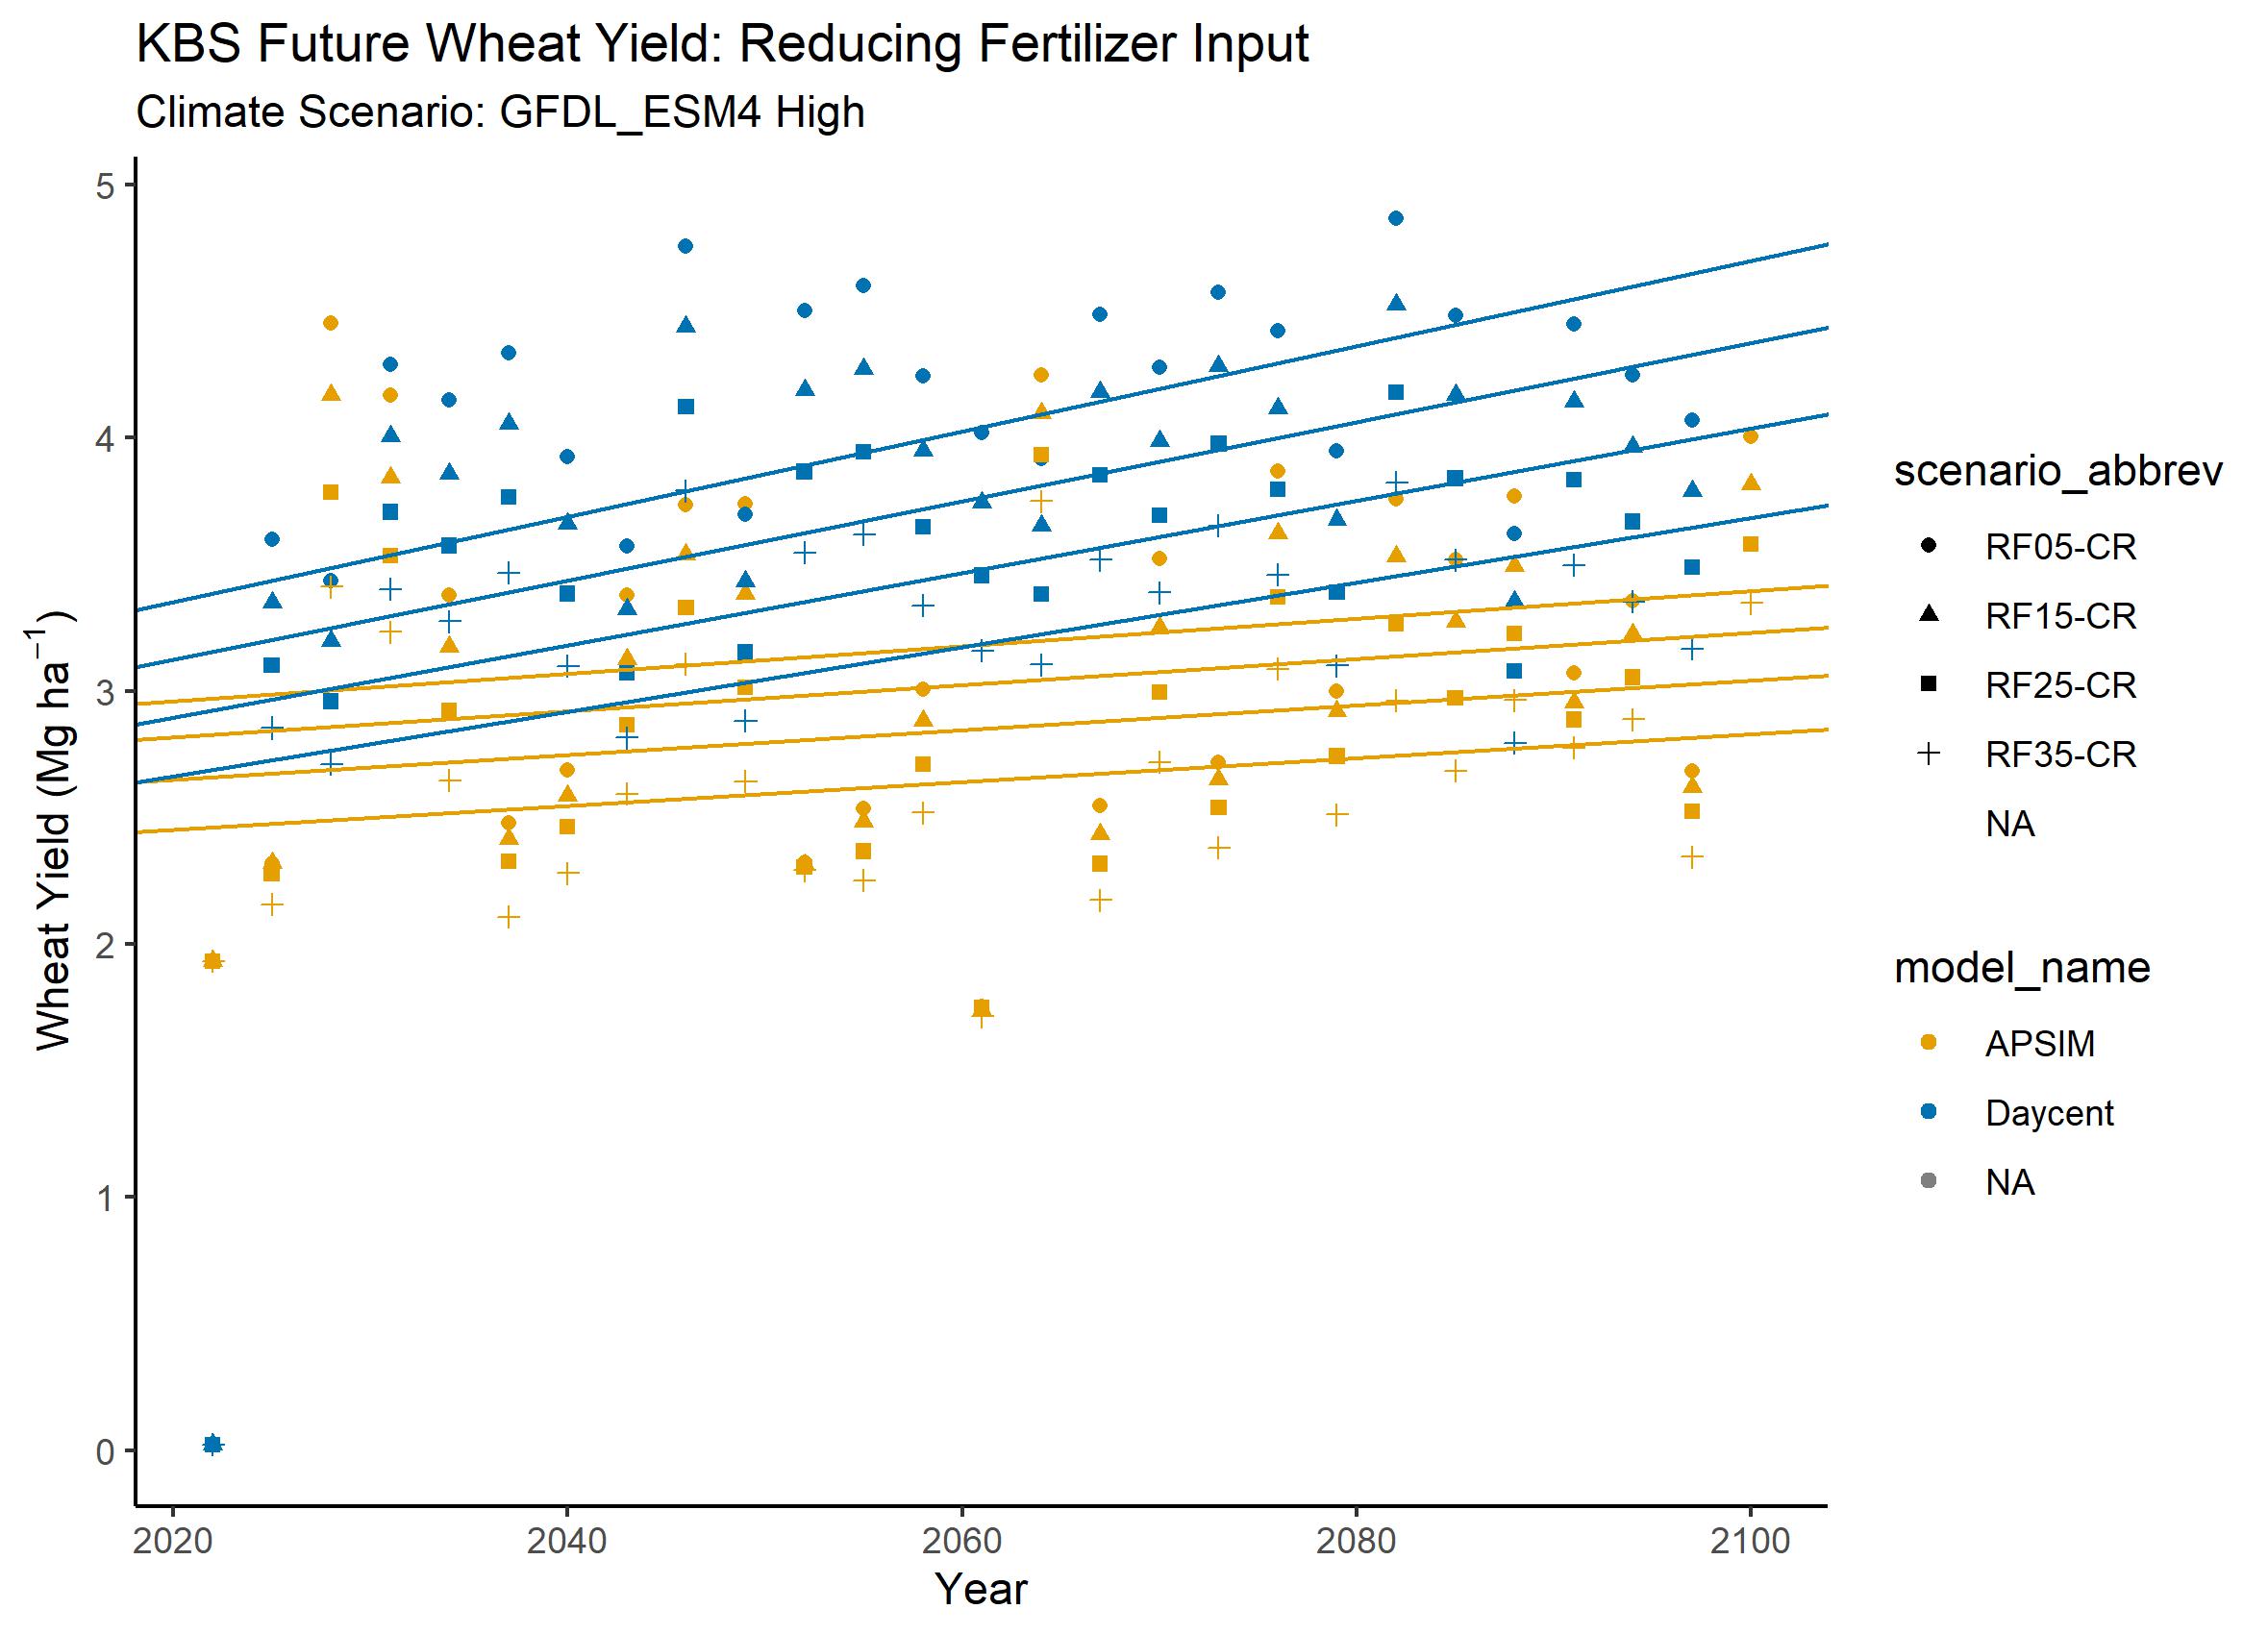 KBS Future Wheat Yield: Reducing Fertilizer Input
Climate Scenario: GFDL_ESM4 High
Wheat Yield (Mg ha⁻¹)
5
4
3
2
1
0
2020 2040 2060 2080 2100
Year
scenario_abbrev
RF05-CR
RF15-CR
RF25-CR
RF35-CR
NA
model_name
APSIM
Daycent
NA